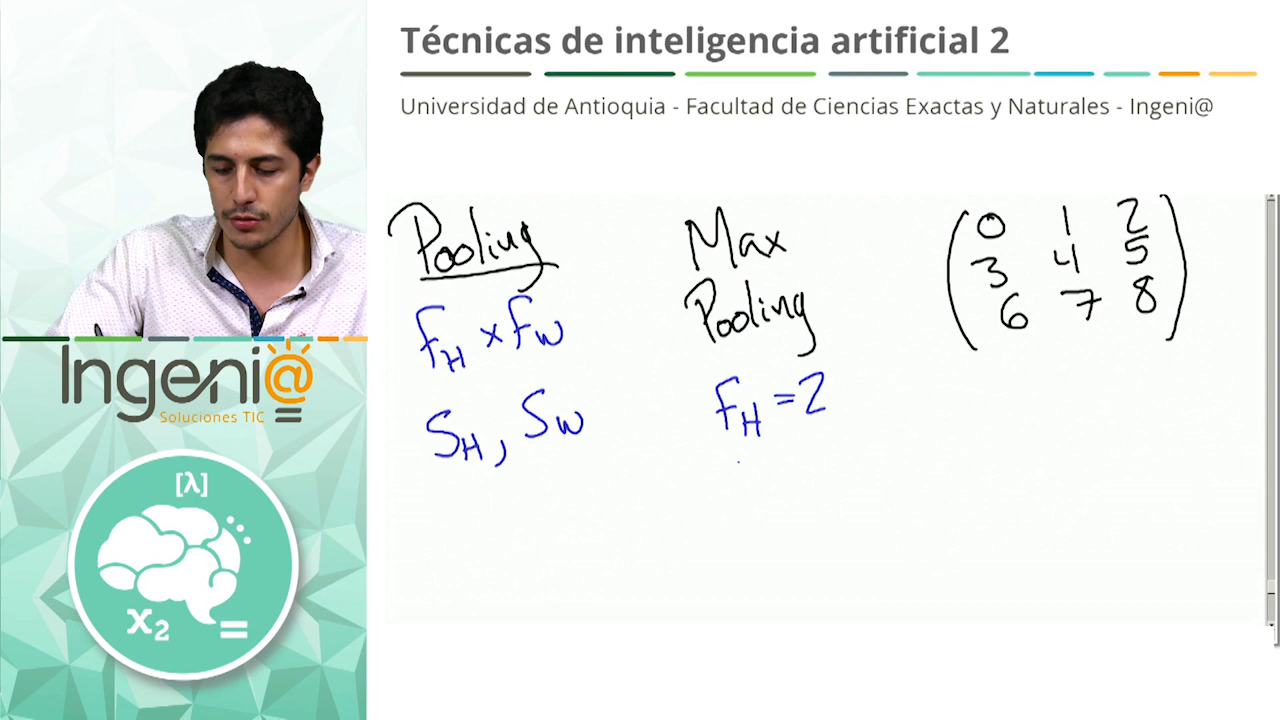 Técnicas de inteligencia artificial 2
Universidad de Antioquia - Facultad de Ciencias Exactas y Naturales - Ingeni@
Ingeni@
Soluciones TIC
[λ]
x2 =
Pooling
FH x FW
SH, SW
Max
Pooling
FH = 2
0 1 2
3 4 5
6 7 8